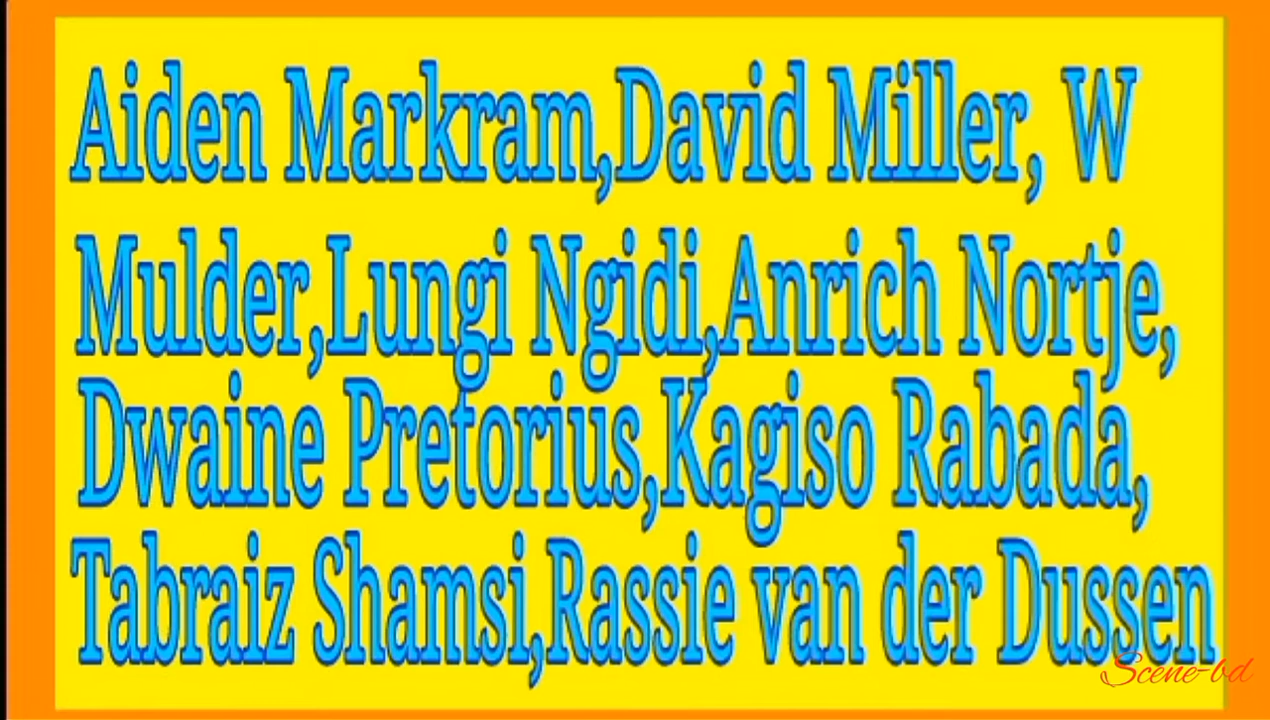 Aiden Markram,David Miller, W
Mulder,Lungi Ngidi,Anrich Nortje,
Dwaine Pretorius,Kagiso Rabada,
Tabraiz Shamsi,Rassie van der Dussen
Scene-bd